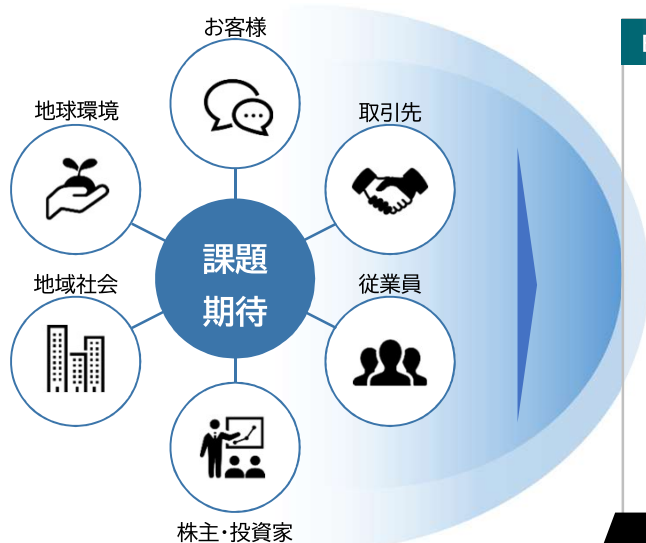 お客様
地球環境
取引先
課題
期待
地域社会
従業員
株主・投資家